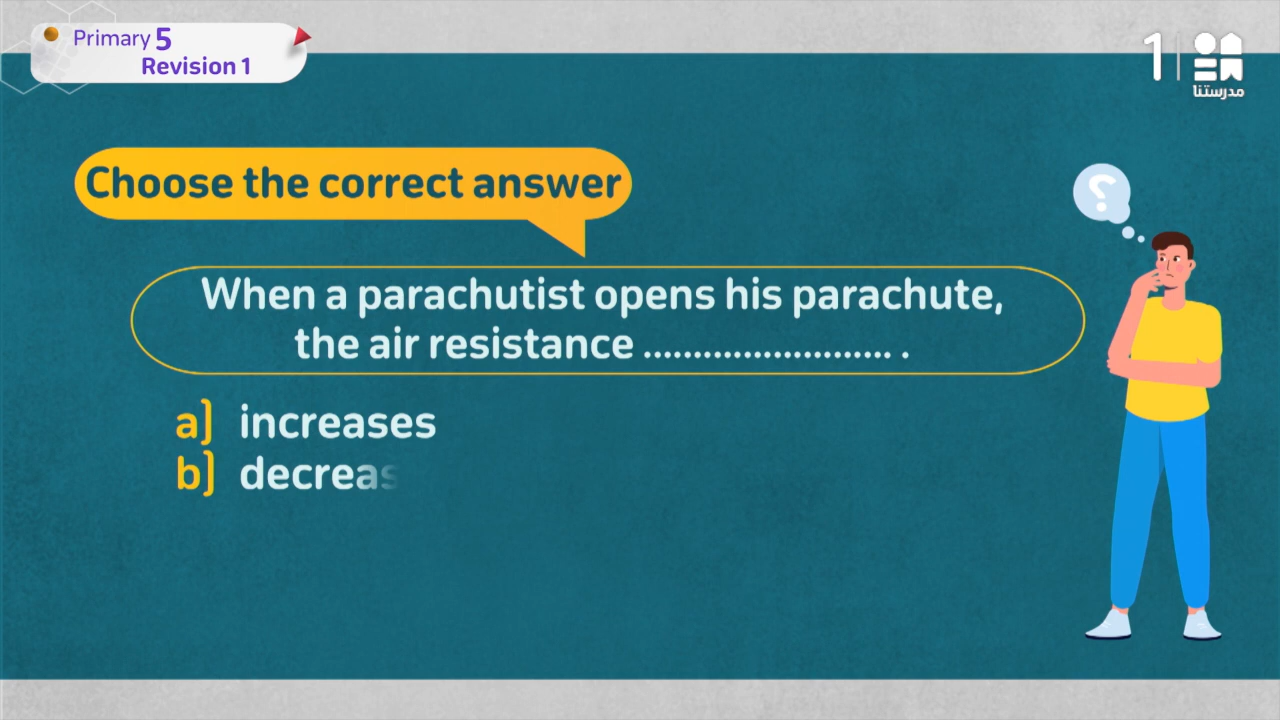 Primary 5
Revision 1
1
مدرستنا
Choose the correct answer
?
When a parachutist opens his parachute,
the air resistance ......................... .
a] increases
b] decreas